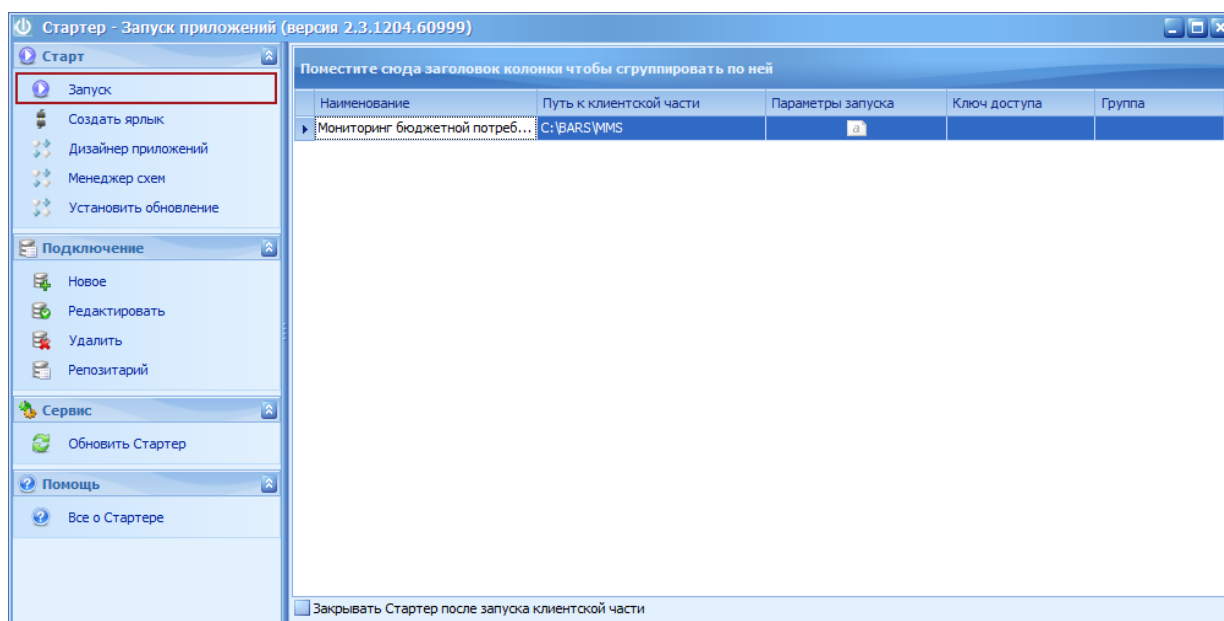 Стартер - Запуск приложений (версия 2.3.1204.60999)
Старт
Запуск
Создать ярлык
Дизайнер приложений
Менеджер схем
Установить обновление
Подключение
Новое
Редактировать
Удалить
Репозитарий
Сервис
Обновить Стартер
Помощь
Все о Стартере
Поместите сюда заголовок колонки чтобы сгруппировать по ней
Наименование Путь к клиентской части Параметры запуска Ключ доступа Группа
Мониторинг бюджетной потреб... C:\BARS\MMS a
Закрывать Стартер после запуска клиентской части